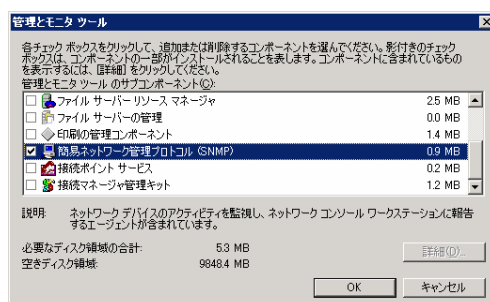 管理とモニタ ツール
各チェック ボックスをクリックして、追加または削除するコンポーネントを選んでください。影付きのチェック
ボックスは、コンポーネントの一部がインストールされることを表します。コンポーネントに含まれているもの
を表示するには、[詳細] をクリックしてください。
管理とモニタ ツール のサブコンポーネント(C):
ファイル サーバー リソース マネージャ 2.5 MB
ファイル サーバーの管理 0.0 MB
印刷の管理コンポーネント 1.4 MB
簡易ネットワーク管理プロトコル (SNMP) 0.9 MB
接続ポイント サービス 0.2 MB
接続マネージャ管理キット 1.2 MB
説明: ネットワーク デバイスのアクティビティを監視し、ネットワーク コンソール ワークステーションに報告
するエージェントが含まれています。
必要なディスク領域の合計: 5.3 MB
空きディスク領域: 9848.4 MB
詳細(D)...
OK
キャンセル